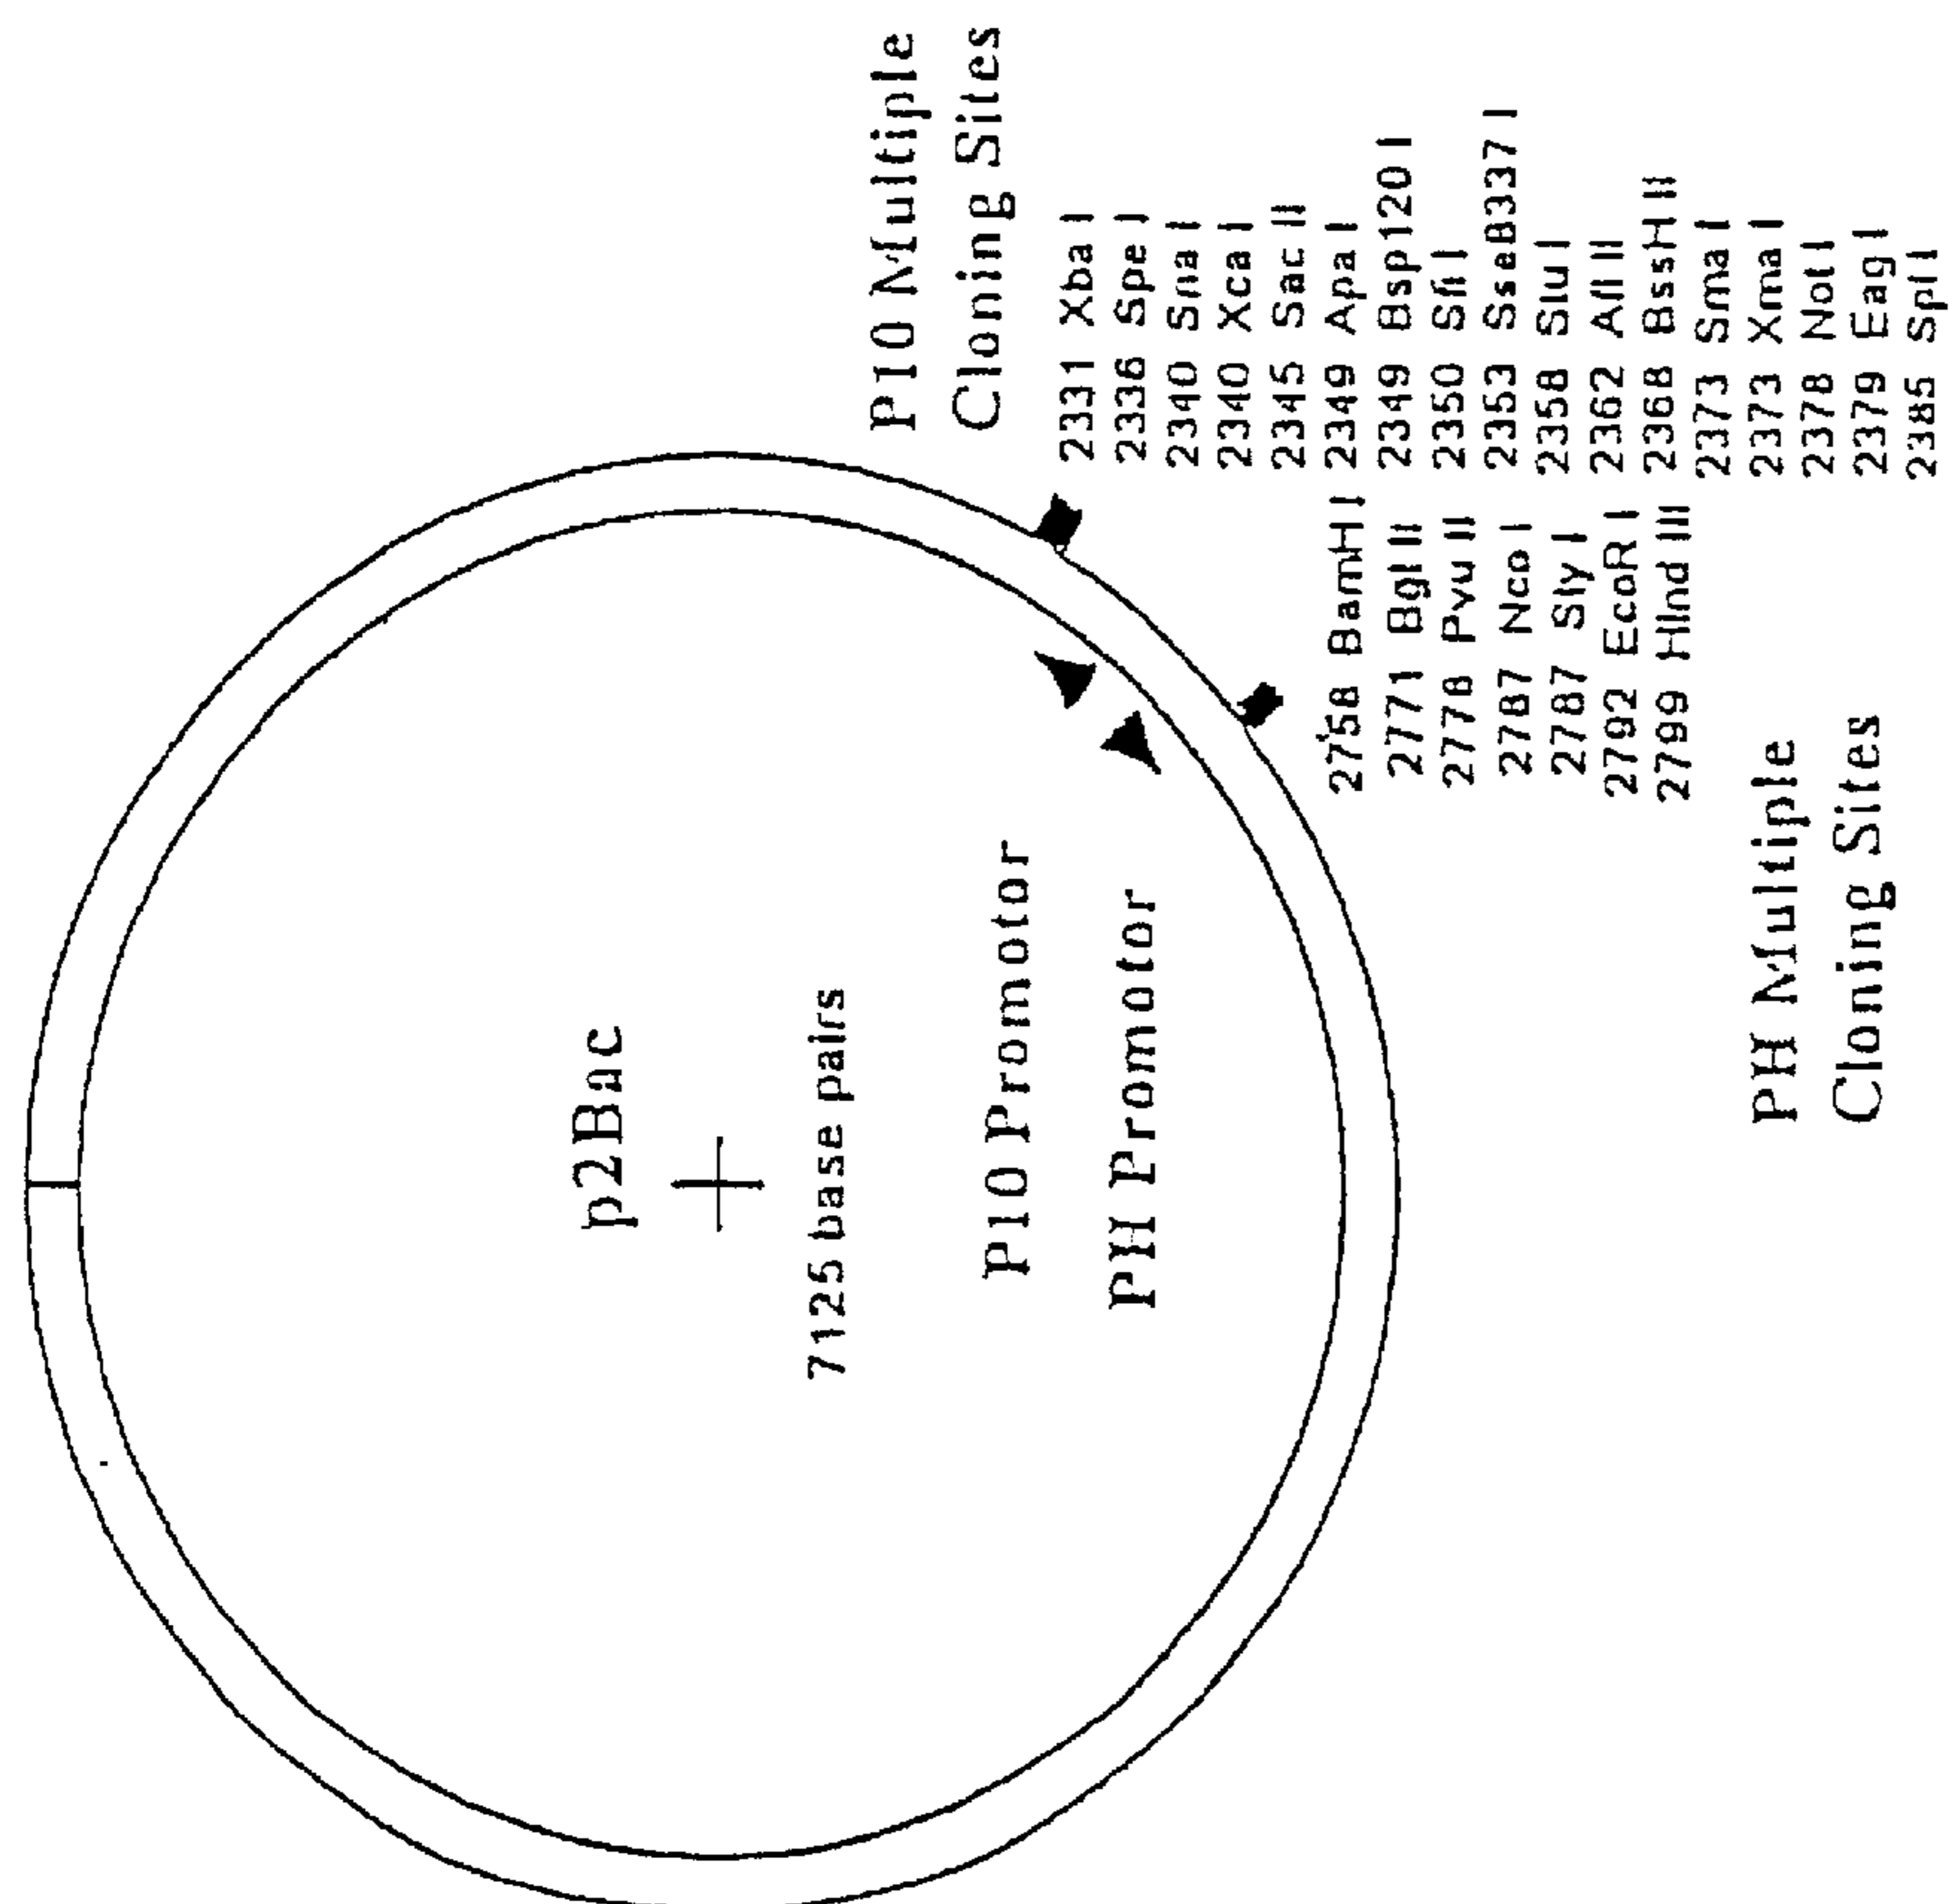 p2Bac
7125 base pairs
P10 Promotor
PH Promotor
P10 Multiple
Cloning Sites
2331 Xba I
2336 Spe I
2340 Sna I
2340 Xca I
2345 Sac II
2349 Apa I
2349 Bsp120 I
2350 Sfi I
2353 Ssa8337 I
2358 Stu I
2362 Afl II
2368 BssH II
2373 Sma I
2373 Xma I
2378 Not I
2379 Eag I
2385 Spl I
2758 BamH I
2771 Bgl II
2778 Pvu II
2787 Nco I
2787 Sty I
2792 EcoR I
2799 Hind III
PH Multiple
Cloning Sites